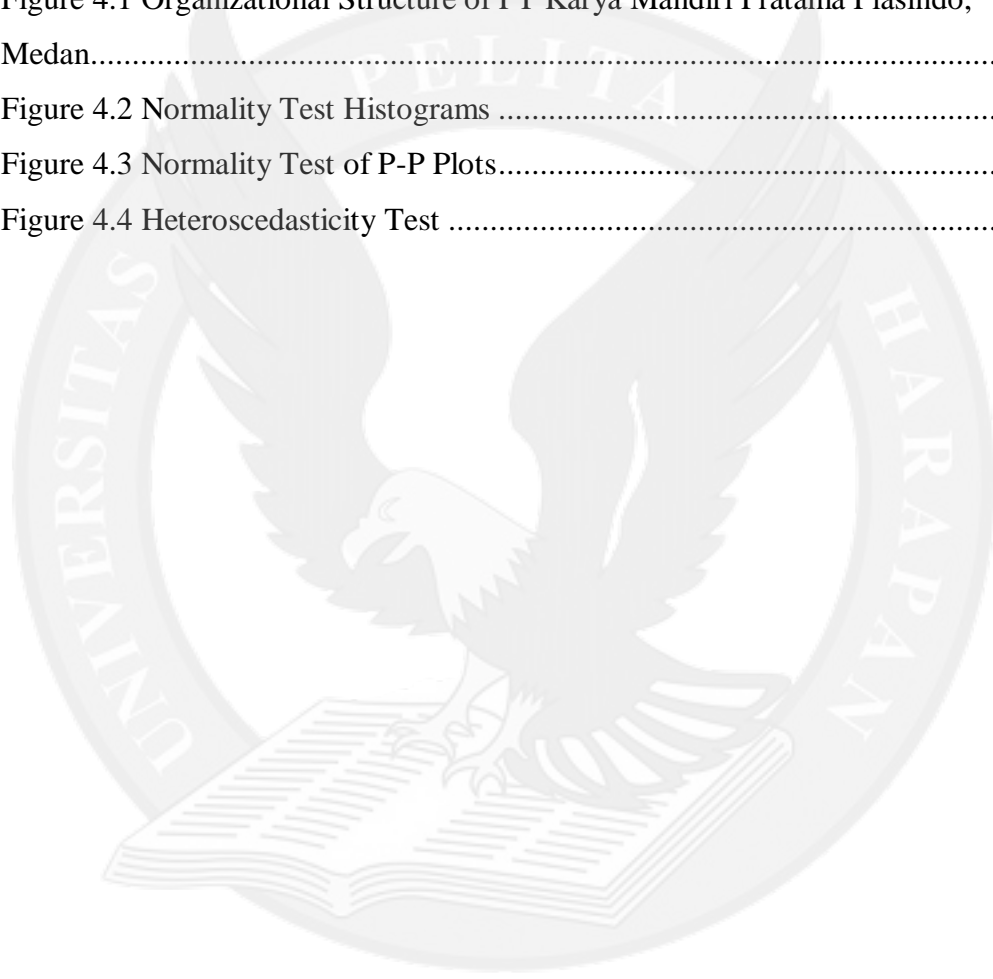 Figure 4.1 Organizational Structure of PT Karya Mandiri Pratama Plasindo,
Medan...............................................................................................................
Figure 4.2 Normality Test Histograms ............................................................
Figure 4.3 Normality Test of P-P Plots............................................................
Figure 4.4 Heteroscedasticity Test ..................................................................
UNIVERSITAS PELITA HARAPAN